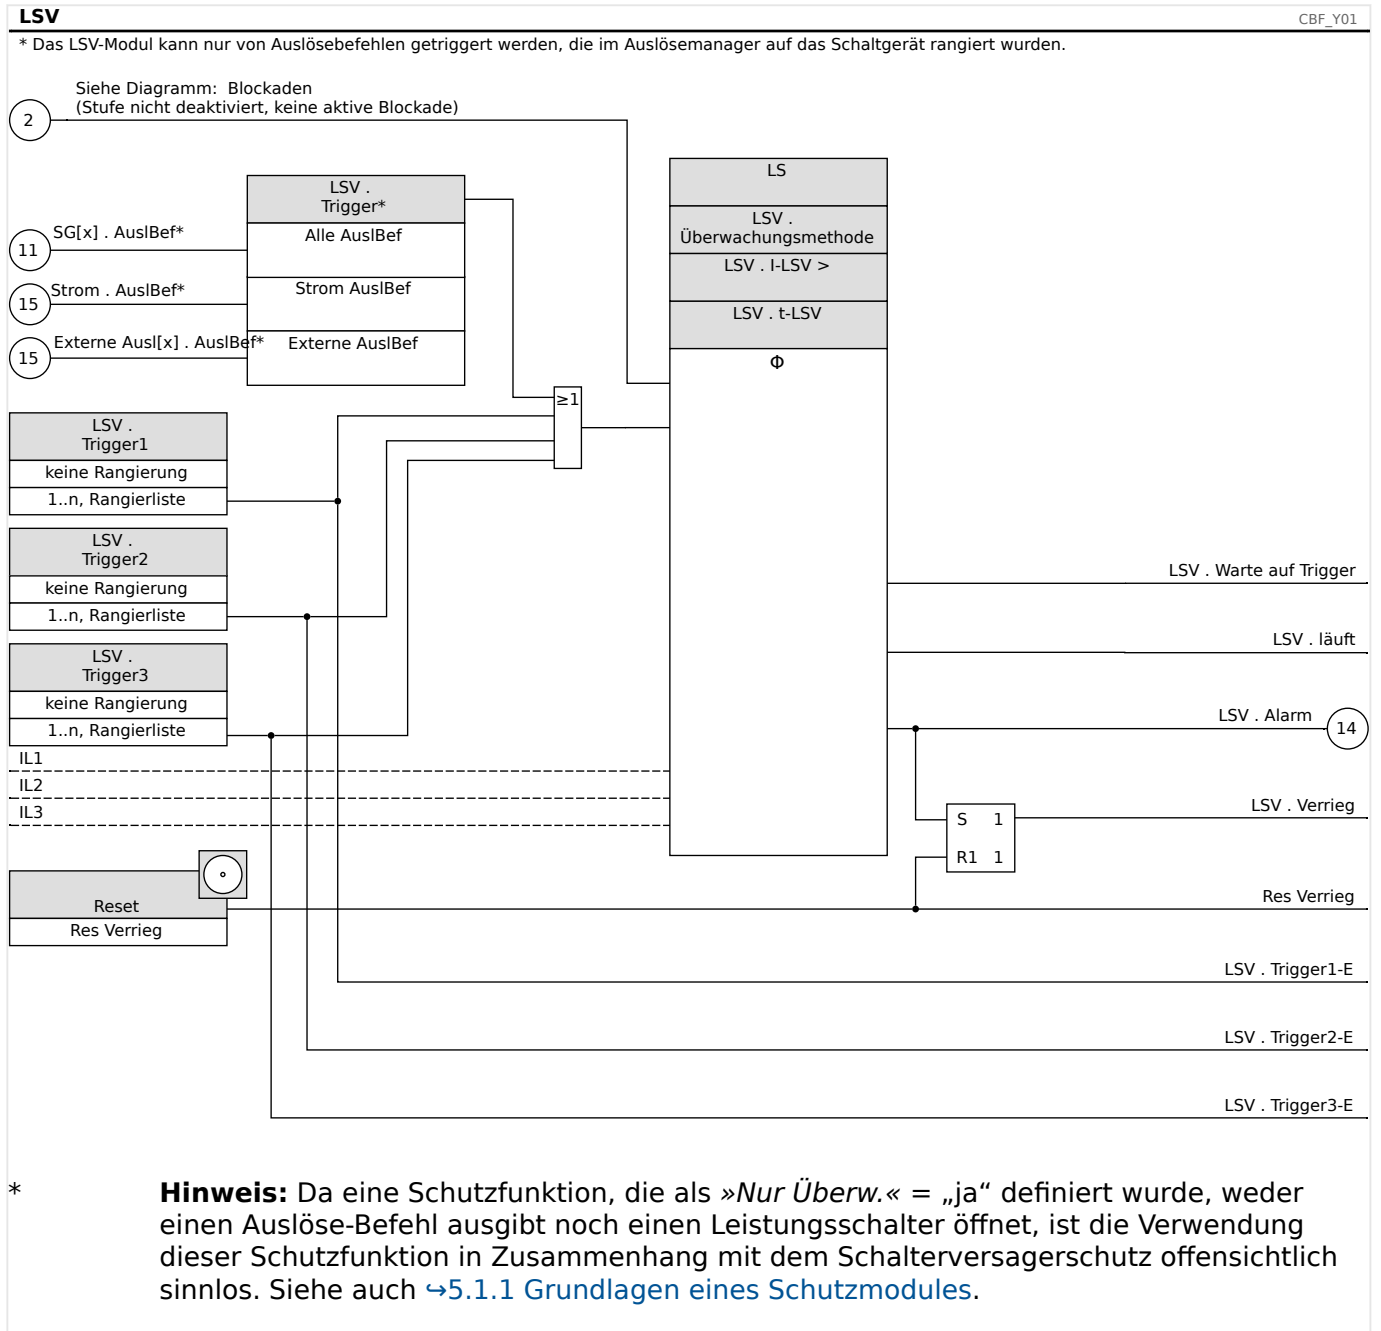 LSV
CBF_Y01
* Das LSV-Modul kann nur von Auslösebefehlen getriggert werden, die im Auslösemanager auf das Schaltgerät rangiert wurden.
Siehe Diagramm: Blockaden
(Stufe nicht deaktiviert, keine aktive Blockade)
2
LSV .
Trigger*
SG[x] . AuslBef*
11
Alle AuslBef
Strom . AuslBef*
15
Strom AuslBef
Externe Ausl[x] . AuslBef*
15
Externe AuslBef
LS
LSV .
Überwachungsmethode
LSV . I-LSV >
LSV . t-LSV
Φ
≥1
LSV .
Trigger1
keine Rangierung
1..n, Rangierliste
LSV .
Trigger2
keine Rangierung
1..n, Rangierliste
LSV .
Trigger3
keine Rangierung
1..n, Rangierliste
IL1
IL2
IL3
LSV . Warte auf Trigger
LSV . läuft
LSV . Alarm
14
S 1
R1 1
LSV . Verrieg
Reset
Res Verrieg
Res Verrieg
LSV . Trigger1-E
LSV . Trigger2-E
LSV . Trigger3-E
* Hinweis: Da eine Schutzfunktion, die als »Nur Überw.« = „ja“ definiert wurde, weder
einen Auslöse-Befehl ausgibt noch einen Leistungsschalter öffnet, ist die Verwendung
dieser Schutzfunktion in Zusammenhang mit dem Schalterversagerschutz offensichtlich
sinnlos. Siehe auch ↪5.1.1 Grundlagen eines Schutzmodules.